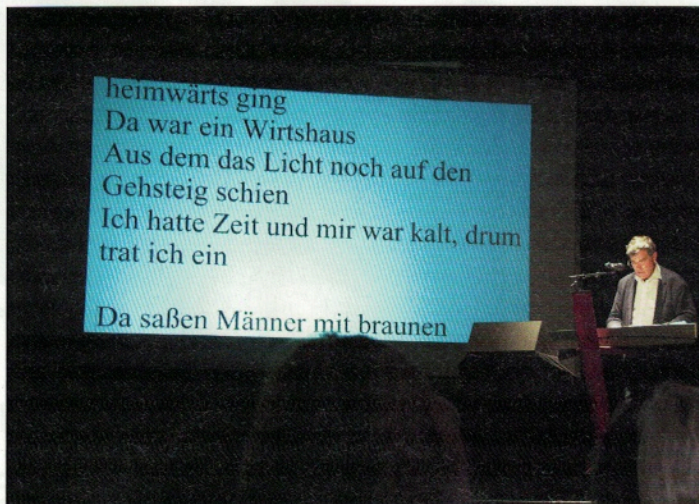 heimwärts ging
Da war ein Wirtshaus
Aus dem das Licht noch auf den
Gehsteig schien
Ich hatte Zeit und mir war kalt, drum
trat ich ein
Da saßen Männer mit braunen